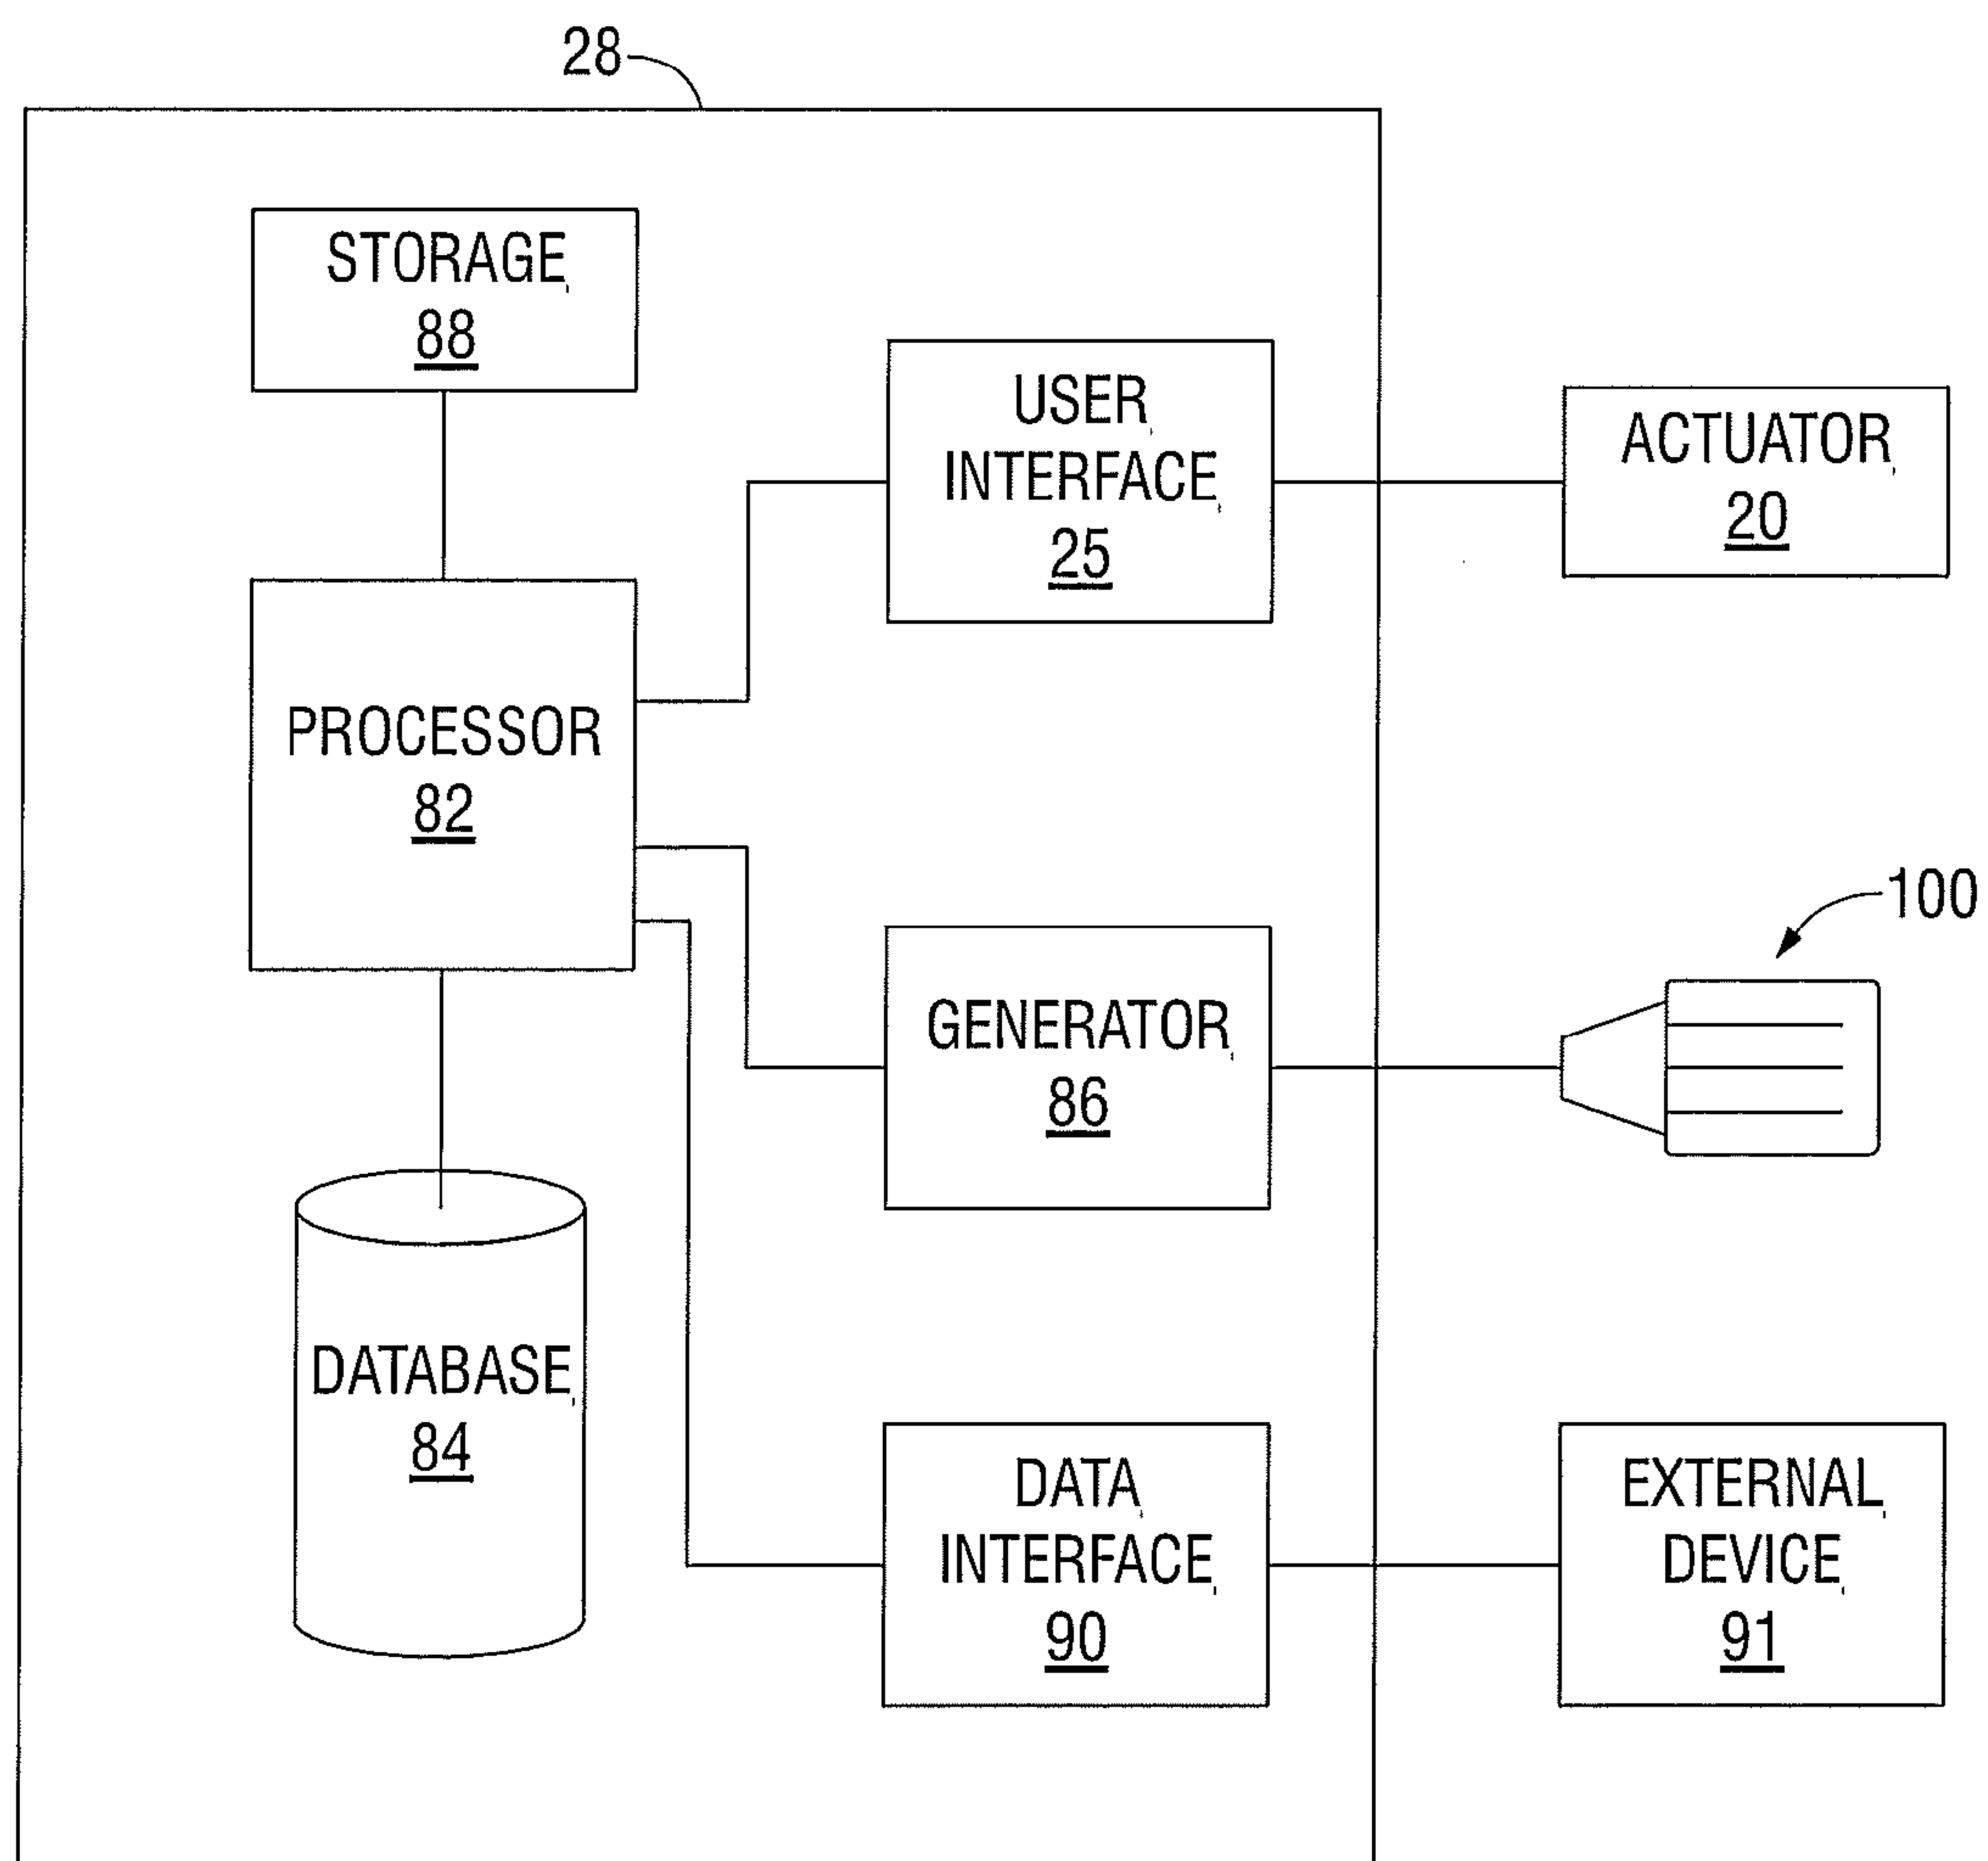 28
STORAGE
88
USER
INTERFACE
25
ACTUATOR
20
PROCESSOR
82
100
GENERATOR
86
DATABASE
84
DATA
INTERFACE
90
EXTERNAL
DEVICE
91